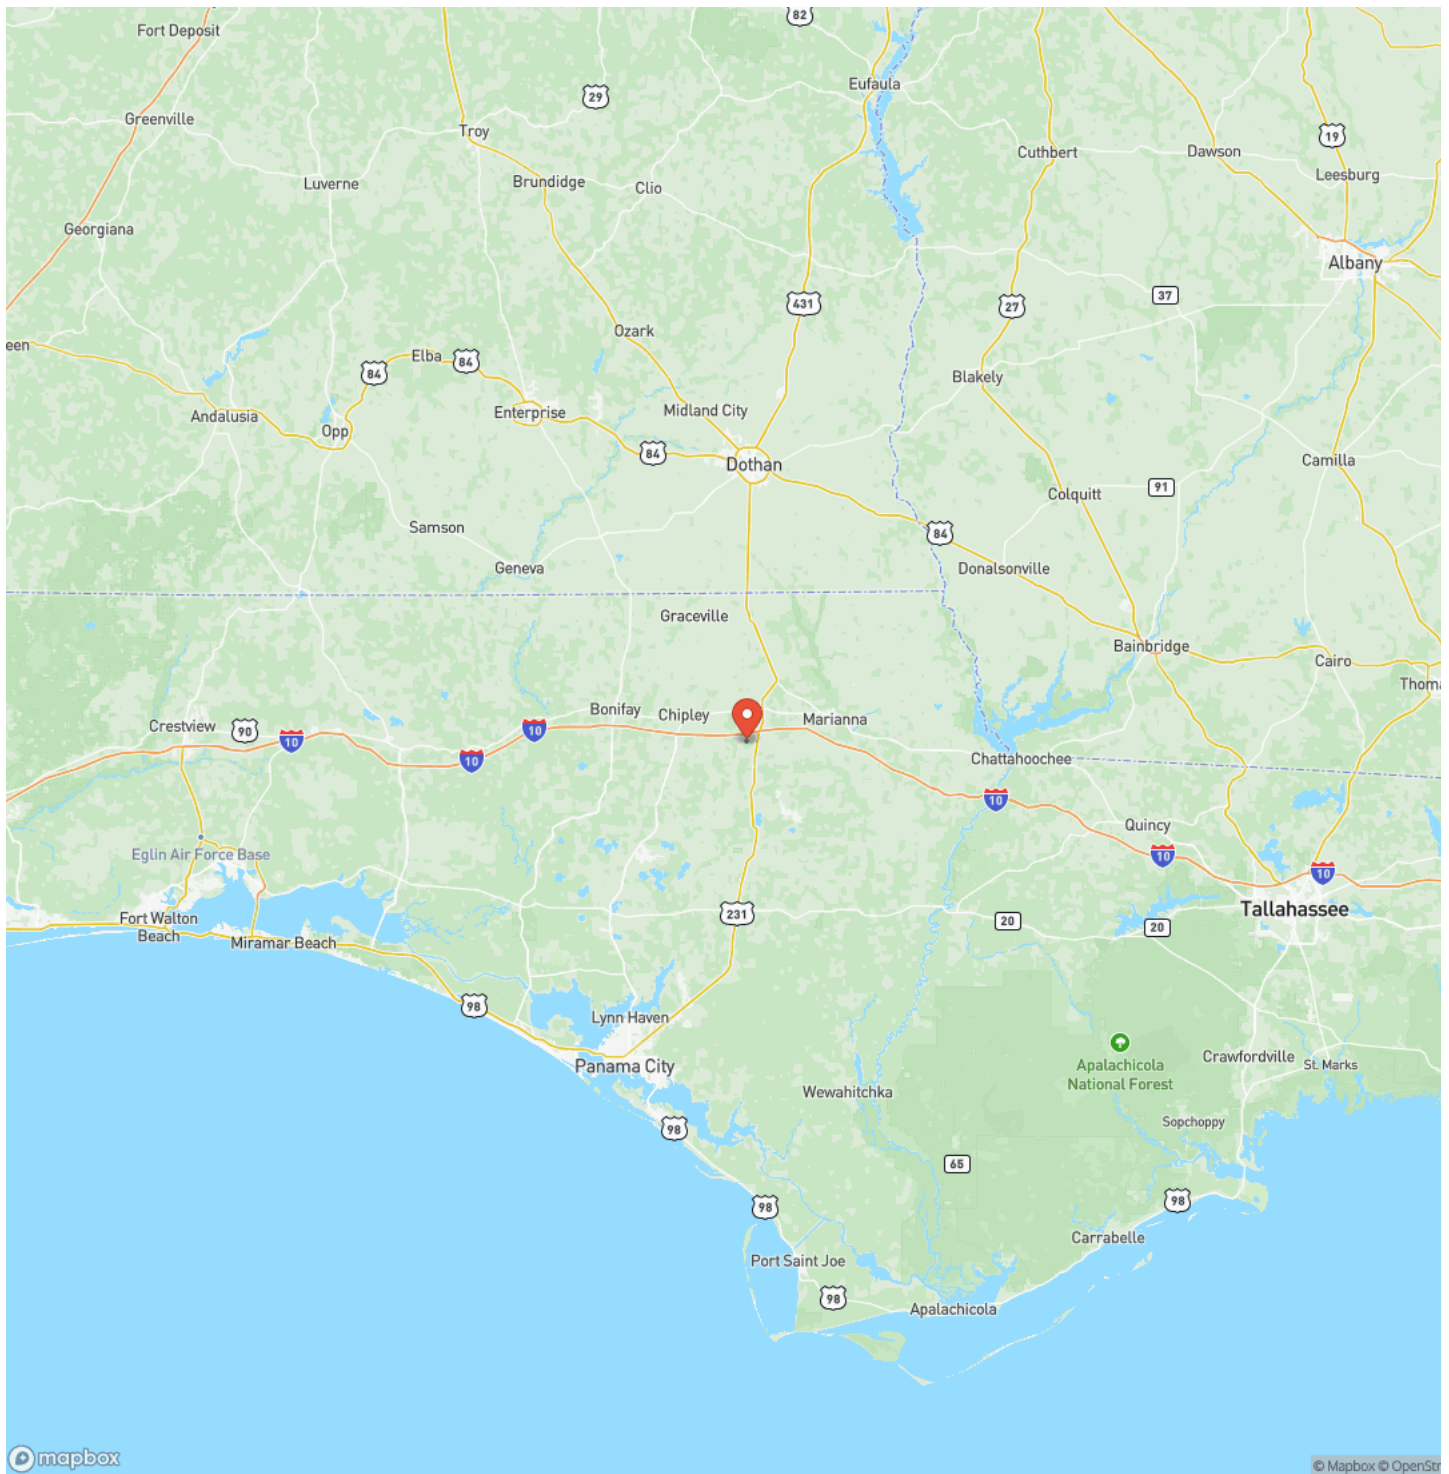 82
Fort Deposit
Eufaula
29
Greenville
Troy
19
Cuthbert
Dawson
Leesburg
Luverne
Brundidge
Clio
Georgiana
Albany
37
431
27
Ozark
een
Elba
84
84
Blakely
Andalusia
Enterprise
Midland City
Opp
84
Dothan
Camilla
91
Colquitt
Samson
84
Geneva
Donalsonville
Graceville
Bainbridge
Cairo
Thoma
Bonifay
Chipley
Marianna
Crestview
90
10
10
10
Chattahoochee
10
Quincy
Eglin Air Force Base
10
10
Tallahassee
231
20
20
Fort Walton
Beach
Miramar Beach
98
Lynn Haven
Panama City
Apalachicola
National Forest
Crawfordville
St. Marks
Wewahitchka
98
Sopchoppy
65
98
98
Carrabelle
Port Saint Joe
98
Apalachicola
mapbox
© Mapbox © OpenStr